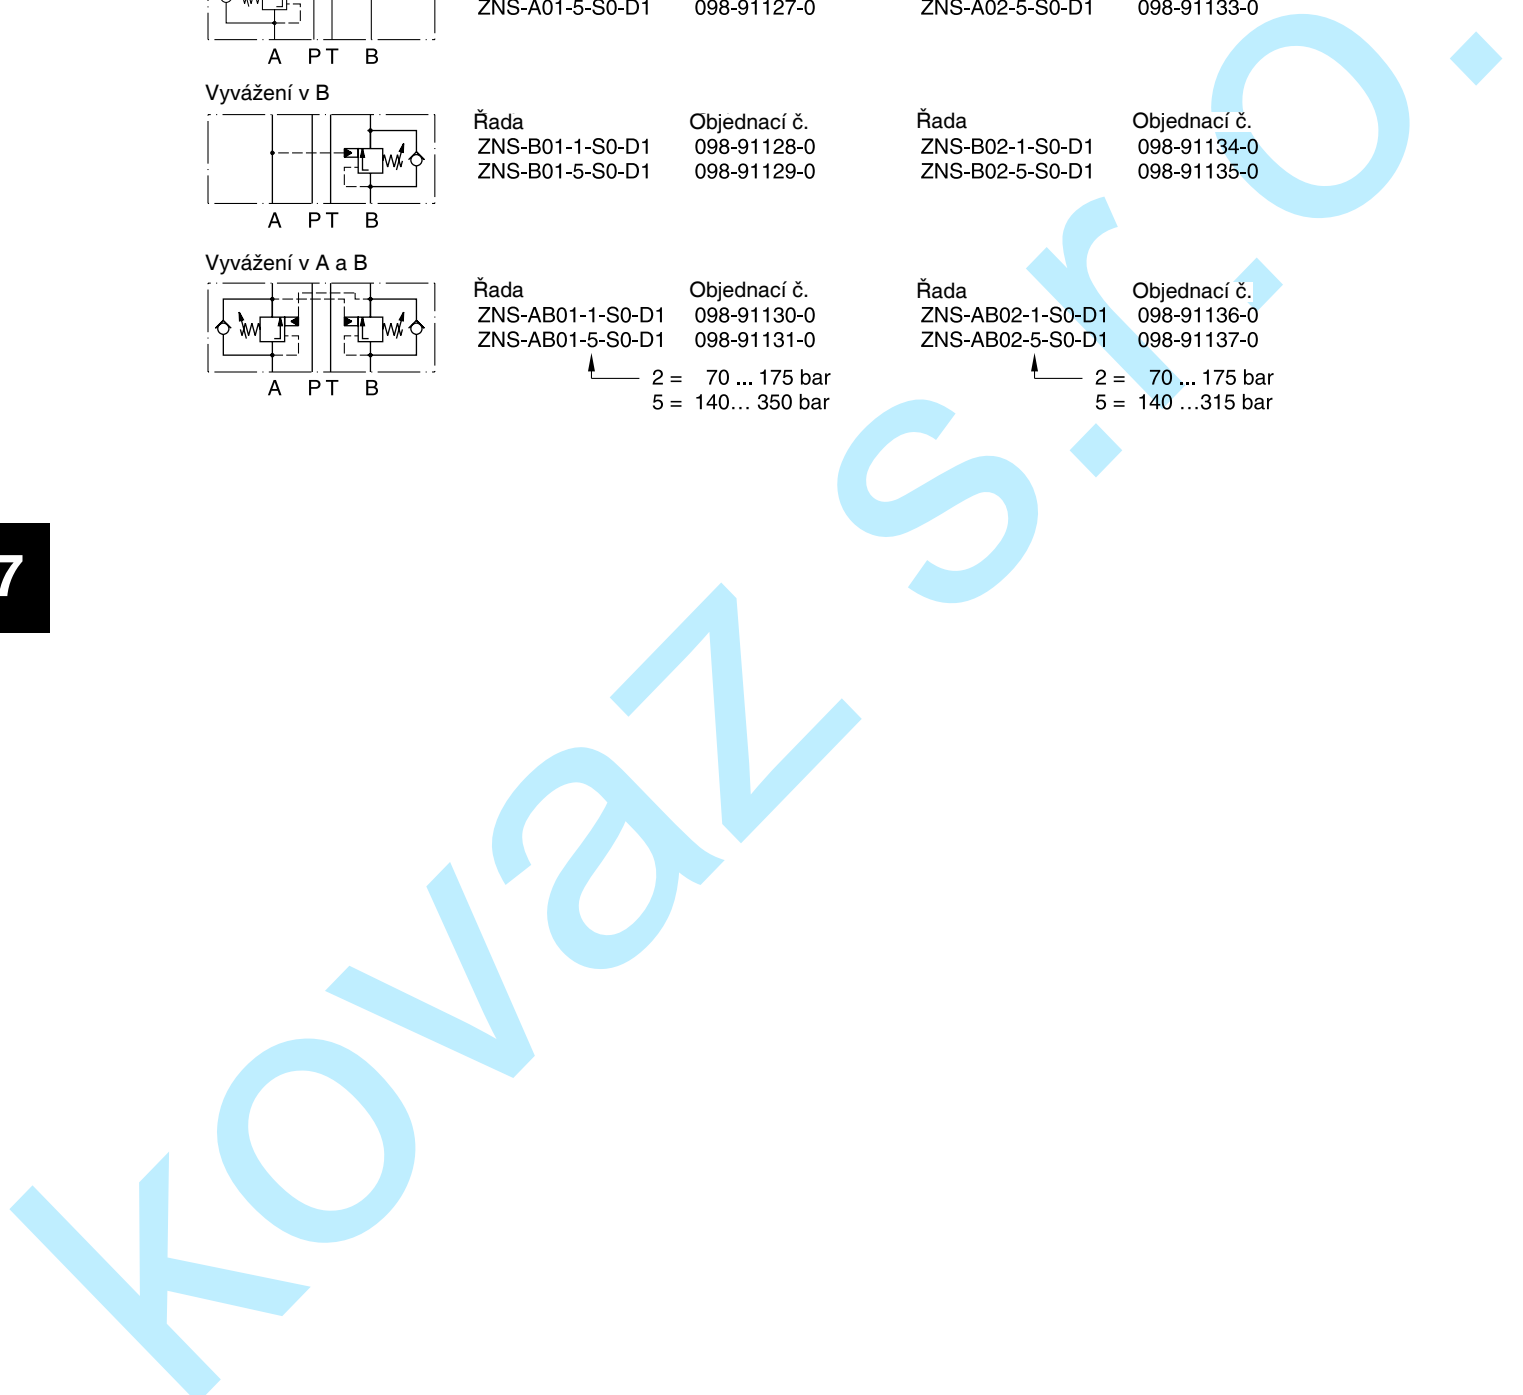 ZNS-A01-5-S0-D1 098-91127-0 ZNS-A02-5-S0-D1 098-91133-0
A P T B
Vyvážení v B
Řada Objednací č. Řada Objednací č.
ZNS-B01-1-S0-D1 098-91128-0 ZNS-B02-1-S0-D1 098-91134-0
ZNS-B01-5-S0-D1 098-91129-0 ZNS-B02-5-S0-D1 098-91135-0
A P T B
Vyvážení v A a B
Řada Objednací č. Řada Objednací č.
ZNS-AB01-1-S0-D1 098-91130-0 ZNS-AB02-1-S0-D1 098-91136-0
ZNS-AB01-5-S0-D1 098-91131-0 ZNS-AB02-5-S0-D1 098-91137-0
2 = 70 ... 175 bar 2 = 70 ... 175 bar
A P T B
5 = 140… 350 bar 5 = 140 …315 bar
7
kovaz s.r.o.